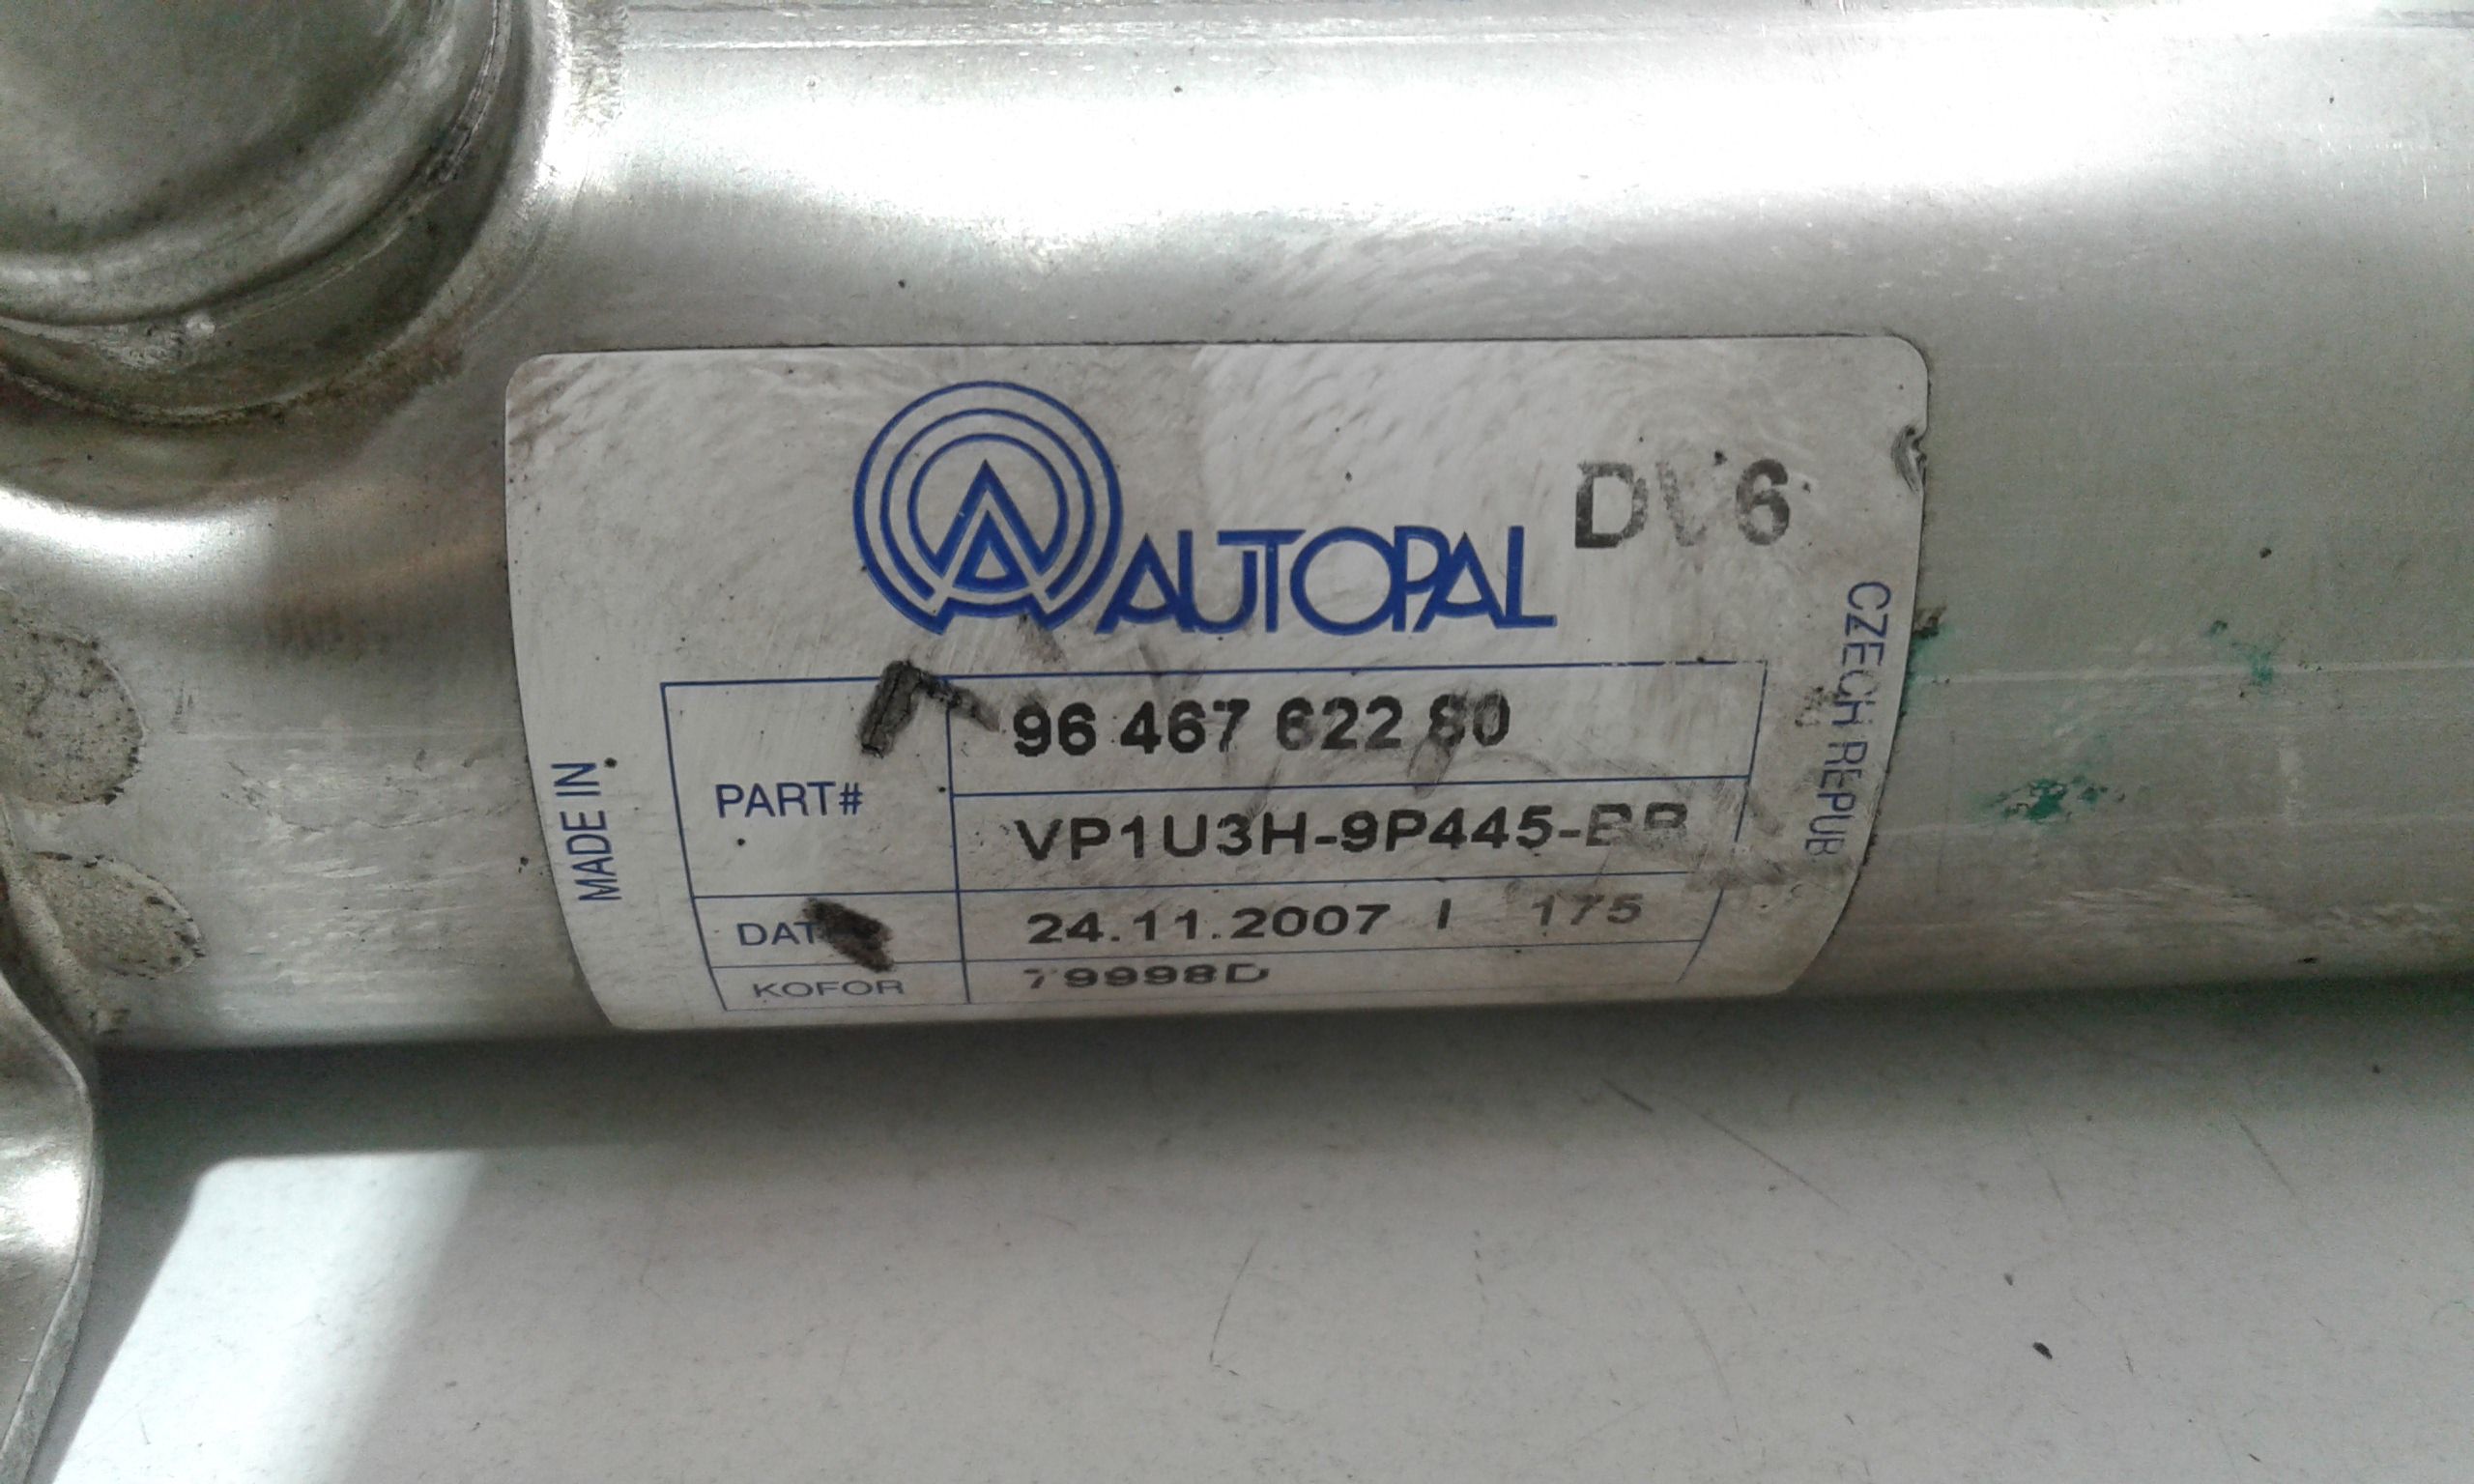 AUTOPAL
DV6
MADE IN
CZECH REPUB
PART#
96 467 622 80
VP1U3H-9P445-BB
24.11.2007 I 175
KOFOR
79998D